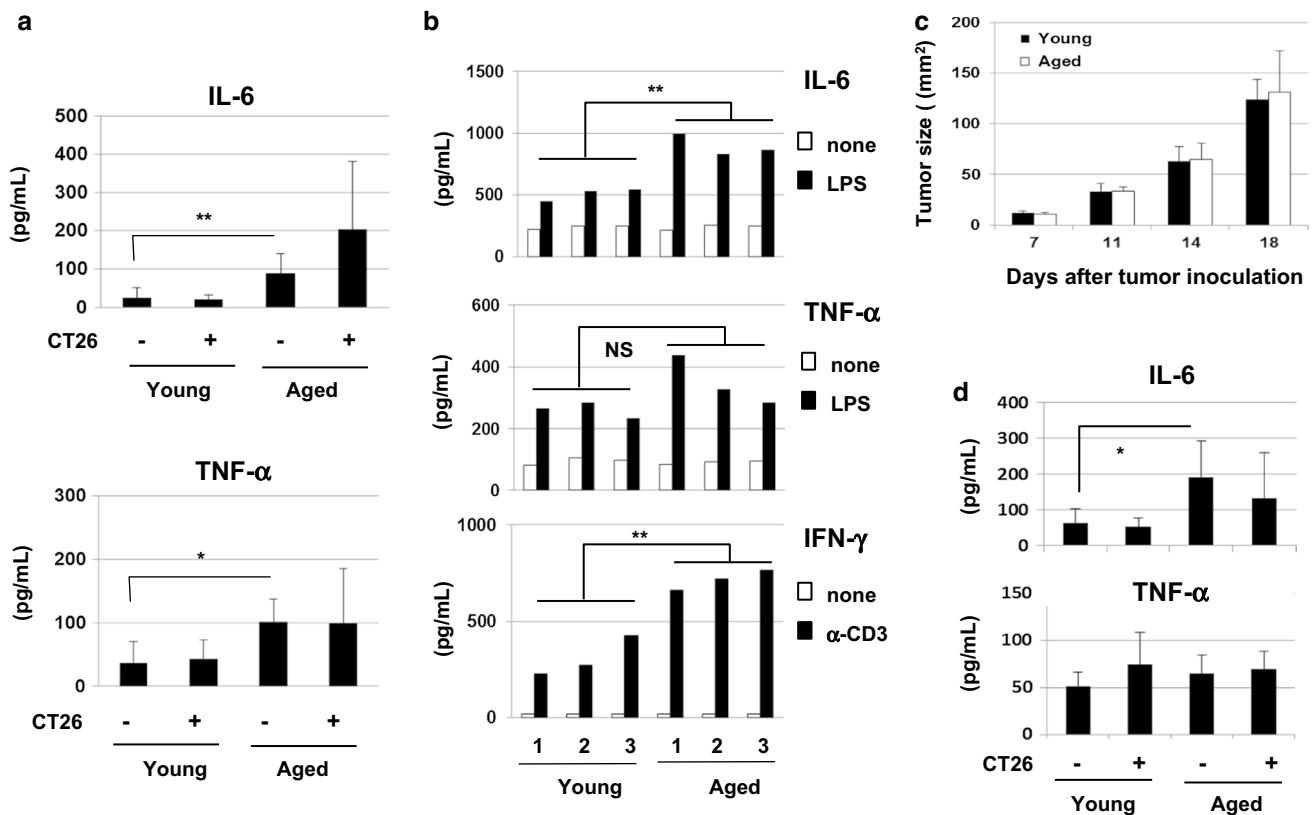 a
IL-6
500
400
300
200
100
0
(pg/mL)
**
CT26 - + - +
Young Aged
TNF-α
300
200
100
0
(pg/mL)
*
CT26 - + - +
Young Aged
b
IL-6
1500
1000
500
0
(pg/mL)
**
none
LPS
TNF-α
600
400
200
0
(pg/mL)
NS
none
LPS
IFN-γ
1000
500
0
(pg/mL)
**
none
α-CD3
1 2 3 1 2 3
Young Aged
c
200
150
100
50
0
Tumor size ( (mm²)
Young
Aged
7 11 14 18
Days after tumor inoculation
d
IL-6
400
300
200
100
0
(pg/mL)
*
TNF-α
100
50
0
(pg/mL)
CT26 - + - +
Young Aged